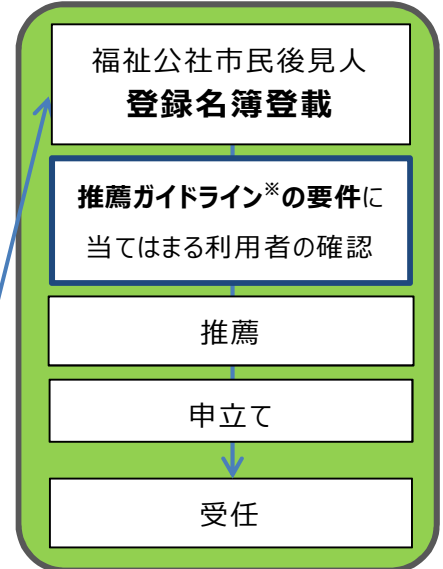 福祉公社市民後見人
登録名簿登載
推薦ガイドライン※の要件に
当てはまる利用者の確認
推薦
申立て
受任